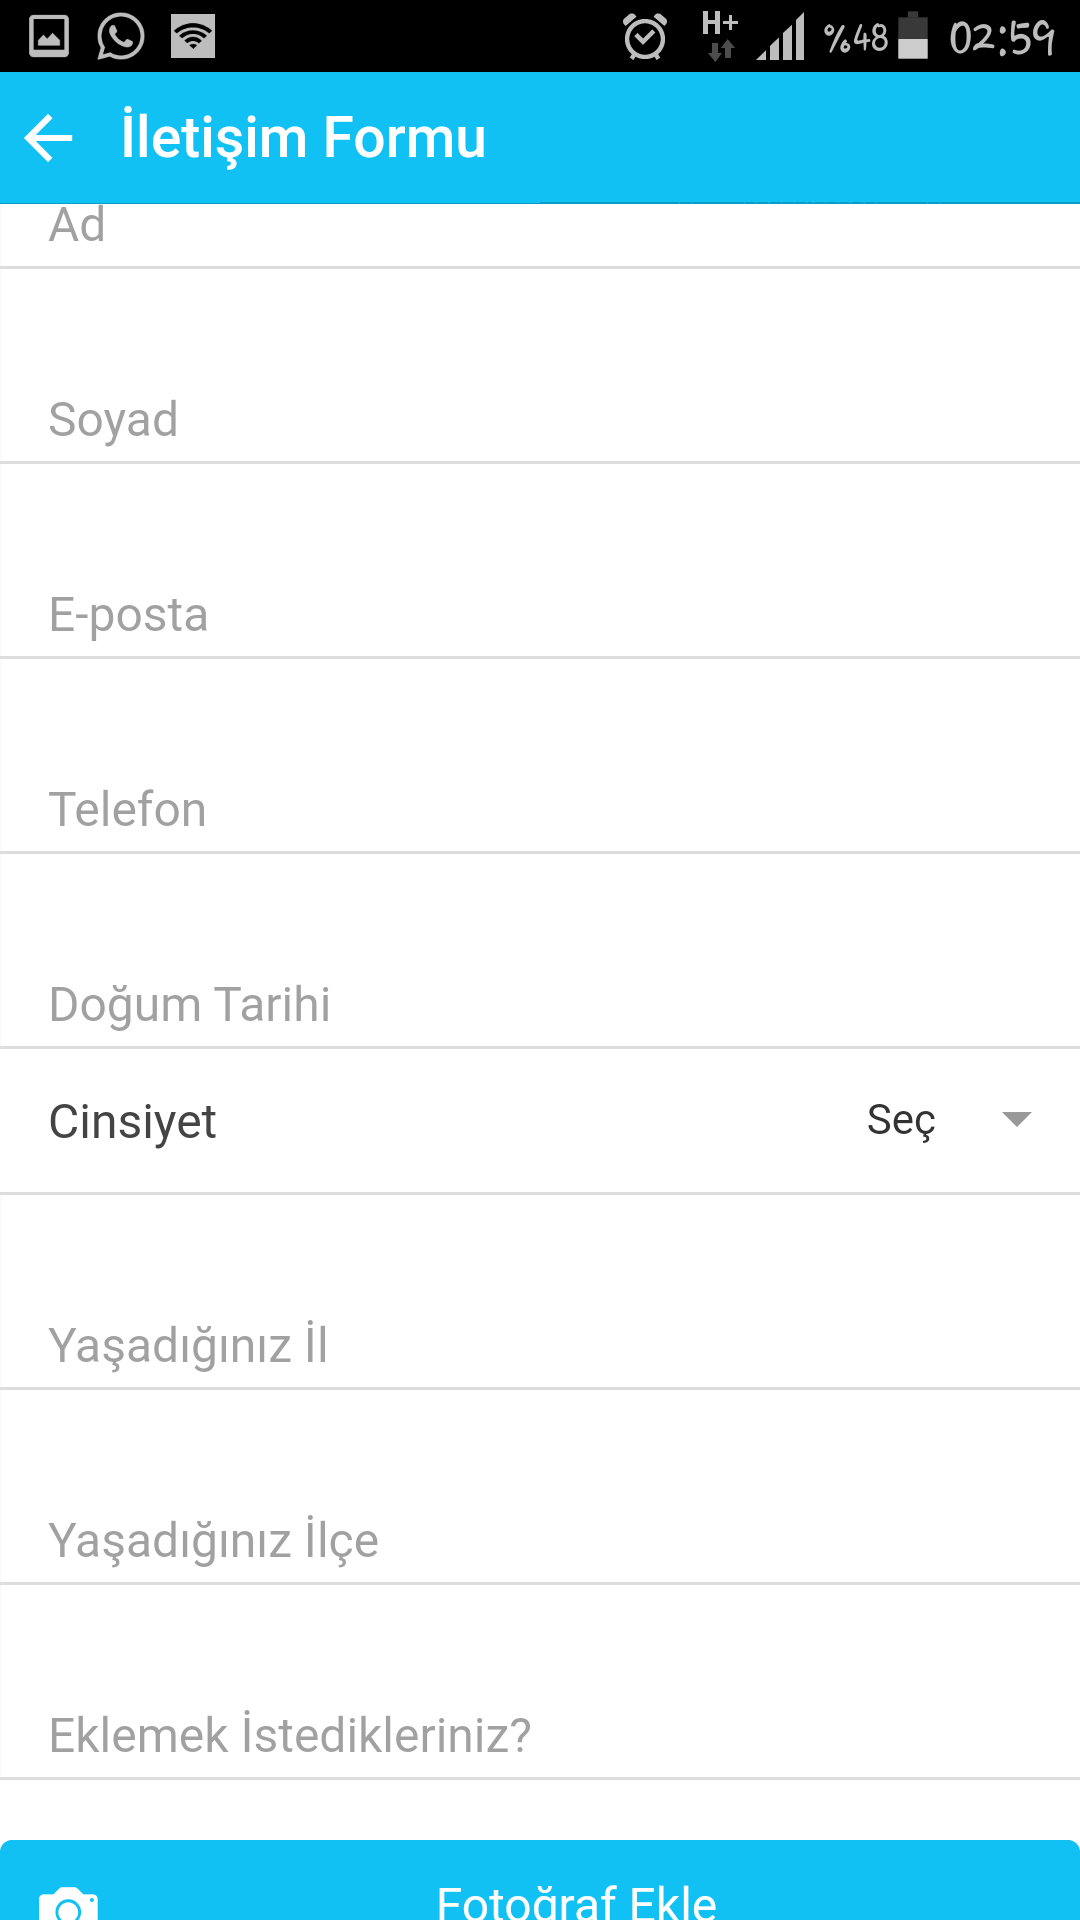 H+ %48 02:59
İletişim Formu
Ad
Soyad
E-posta
Telefon
Doğum Tarihi
Cinsiyet Seç
Yaşadığınız İl
Yaşadığınız İlçe
Eklemek İstedikleriniz?
Fotoğraf Ekle